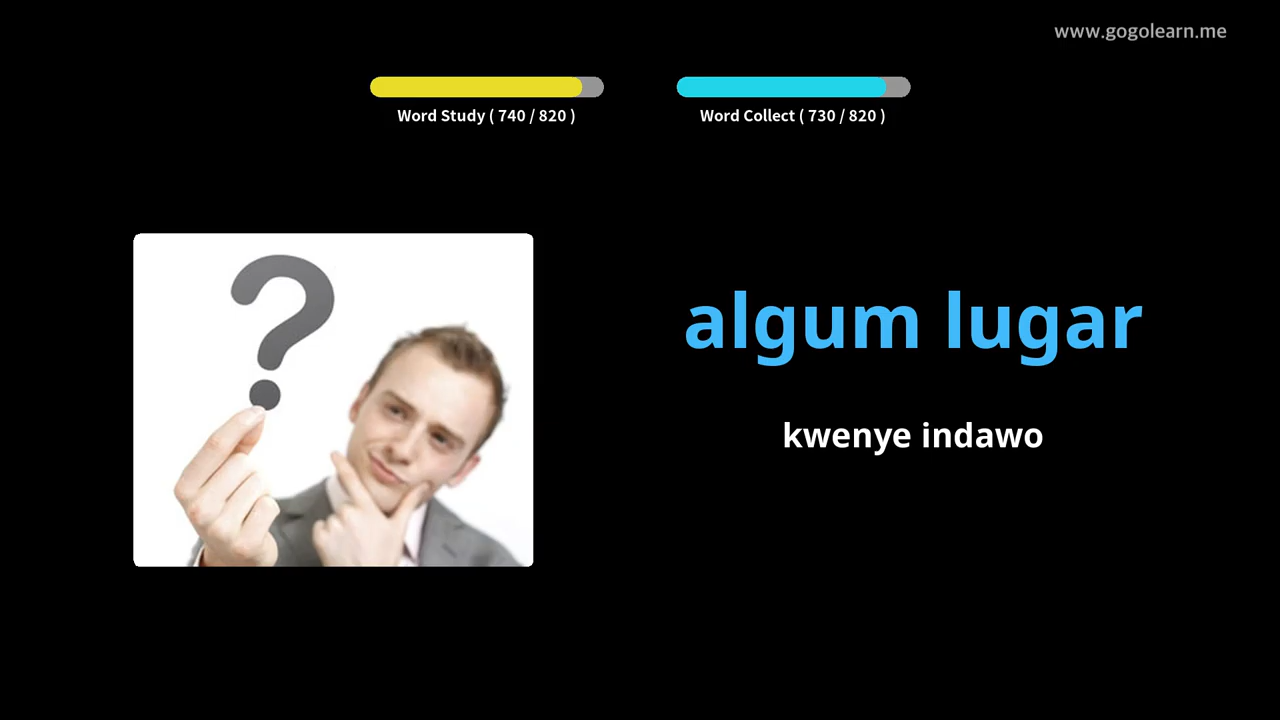 www.gogolearn.me
Word Study ( 740 / 820 )
Word Collect ( 730 / 820 )
?
algum lugar
kwenye indawo